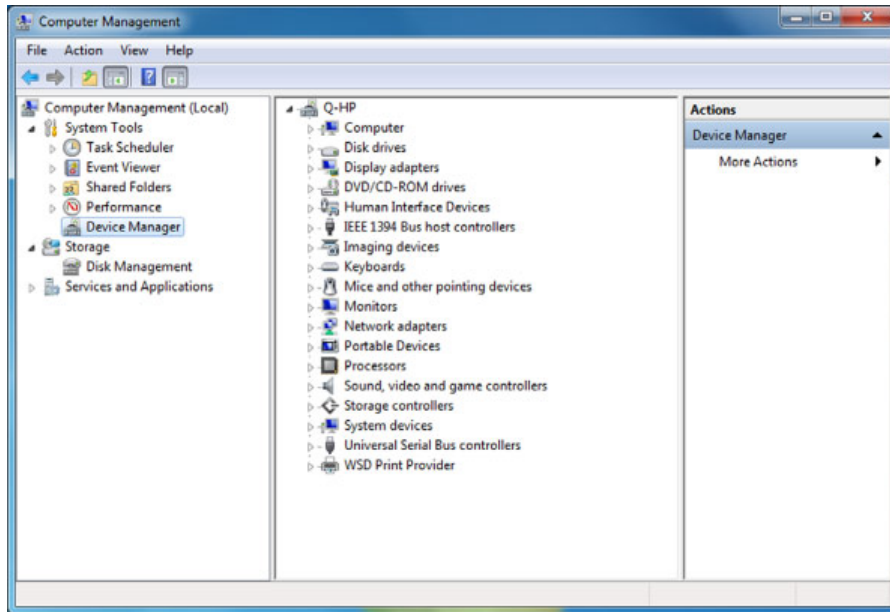 Computer Management
File Action View Help
Computer Management (Local)
System Tools
Task Scheduler
Event Viewer
Shared Folders
Performance
Device Manager
Storage
Disk Management
Services and Applications
Q-HP
Computer
Disk drives
Display adapters
DVD/CD-ROM drives
Human Interface Devices
IEEE 1394 Bus host controllers
Imaging devices
Keyboards
Mice and other pointing devices
Monitors
Network adapters
Portable Devices
Processors
Sound, video and game controllers
Storage controllers
System devices
Universal Serial Bus controllers
WSD Print Provider
Actions
Device Manager
More Actions